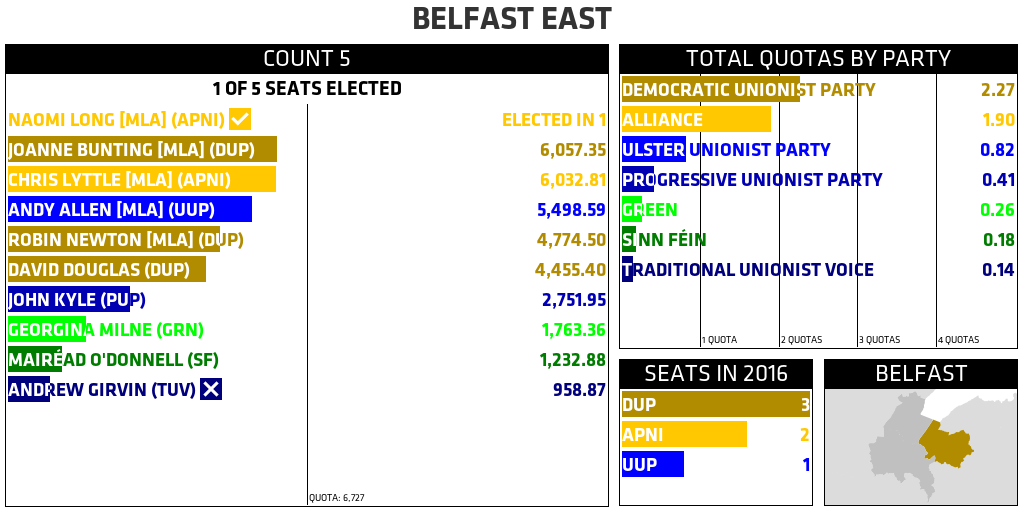 BELFAST EAST
COUNT 5
1 OF 5 SEATS ELECTED
NAOMI LONG [MLA] (APNI) ELECTED IN 1
JOANNE BUNTING [MLA] (DUP) 6,057.35
CHRIS LYTTLE [MLA] (APNI) 6,032.81
ANDY ALLEN [MLA] (UUP) 5,498.59
ROBIN NEWTON [MLA] (DUP) 4,774.50
DAVID DOUGLAS (DUP) 4,455.40
JOHN KYLE (PUP) 2,751.95
GEORGINA MILNE (GRN) 1,763.36
MAIRÉAD O'DONNELL (SF) 1,232.88
ANDREW GIRVIN (TUV) 958.87
QUOTA: 6,727
TOTAL QUOTAS BY PARTY
DEMOCRATIC UNIONIST PARTY 2.27
ALLIANCE 1.90
ULSTER UNIONIST PARTY 0.82
PROGRESSIVE UNIONIST PARTY 0.41
GREEN 0.26
SINN FÉIN 0.18
TRADITIONAL UNIONIST VOICE 0.14
1 QUOTA 2 QUOTAS 3 QUOTAS 4 QUOTAS
SEATS IN 2016
DUP 3
APNI 2
UUP 1
BELFAST